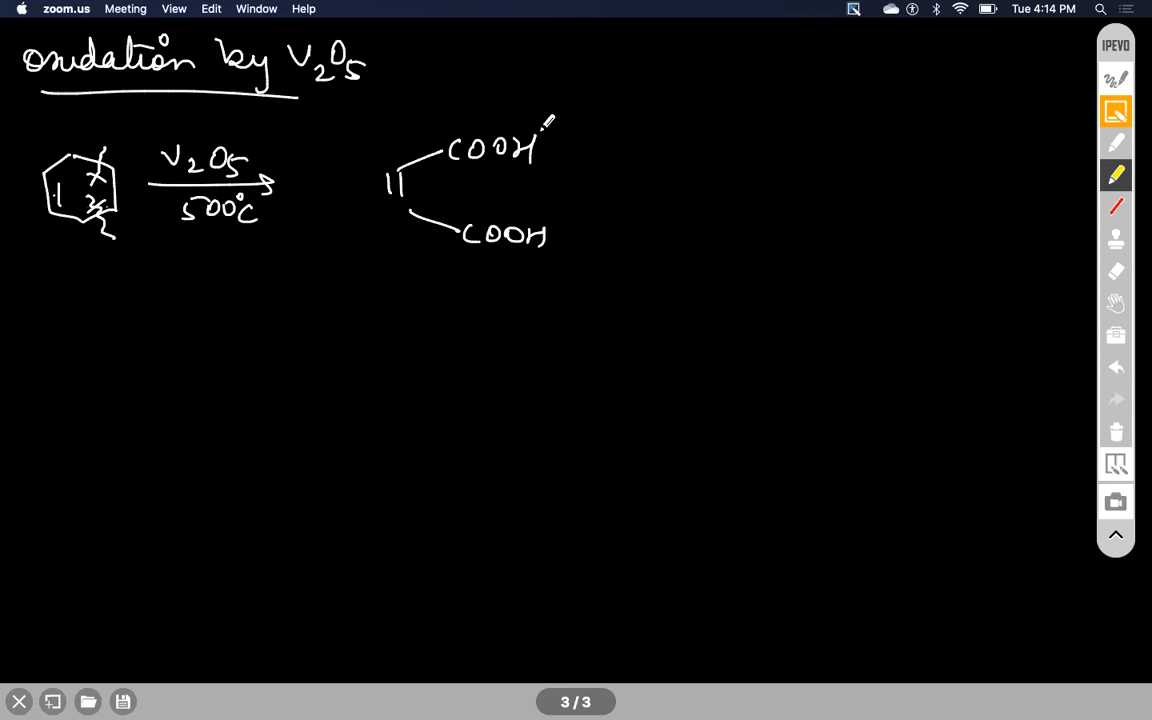 zoom.us Meeting View Edit Window Help Tue 4:14 PM
IPEVO
oxidation by V2O5
V2O5
500°C
COOH
COOH
3/3